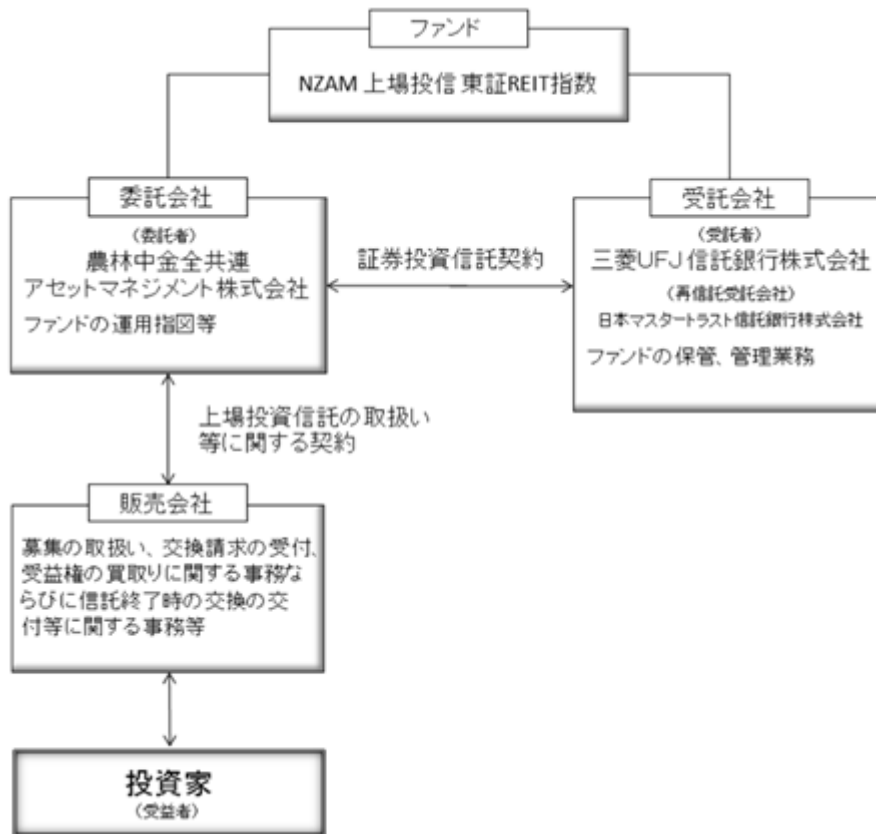 ファンド
NZAM 上場投信 東証REIT指数
委託会社
(委託者)
農林中金全共連
アセットマネジメント株式会社
ファンドの運用指図等
証券投資信託契約
受託会社
(受託者)
三菱UFJ信託銀行株式会社
(再信託受託会社)
日本マスタートラスト信託銀行株式会社
ファンドの保管、管理業務
上場投資信託の取扱い
等に関する契約
販売会社
募集の取扱い、交換請求の受付、
受益権の買取りに関する事務な
らびに信託終了時の交換の交
付等に関する事務等
投資家
(受益者)